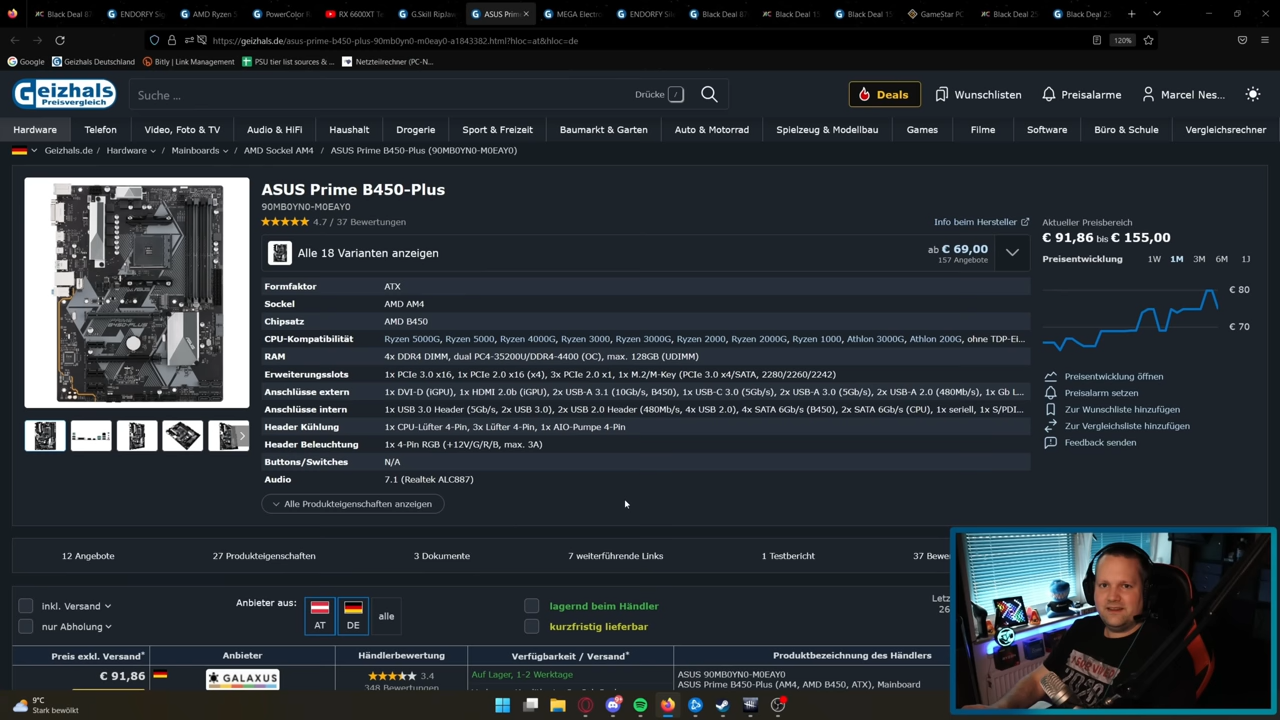 Black Deal 8
ENDORFY Sig
AMD Ryzen 5
PowerColor R
RX 6600XT Te
G.Skill RipJaw
ASUS Prime
MEGA Electro
ENDORFY Sil
Black Deal 8
Black Deal 15
Black Deal 15
GameStar PC
Black Deal 25
Black Deal 25
https://geizhals.de/asus-prime-b450-plus-90mb0yn0-m0eay0-a1843382.html?hloc=at&hloc=de
120%
Google
Geizhals Deutschland
Bitly | Link Management
PSU tier list sources & ...
Netzteilrechner (PC-N...
Geizhals
Preisvergleich
Suche ...
Drücke /
Deals
Wunschlisten
Preisalarme
Marcel Nes...
Hardware
Telefon
Video, Foto & TV
Audio & HiFi
Haushalt
Drogerie
Sport & Freizeit
Baumarkt & Garten
Auto & Motorrad
Spielzeug & Modellbau
Games
Filme
Software
Büro & Schule
Vergleichsrechner
Geizhals.de / Hardware / Mainboards / AMD Sockel AM4 / ASUS Prime B450-Plus (90MB0YN0-M0EAY0)
ASUS Prime B450-Plus
90MB0YN0-M0EAY0
4.7 / 37 Bewertungen
Info beim Hersteller
Alle 18 Varianten anzeigen
ab € 69,00
157 Angebote
Formfaktor ATX
Sockel AMD AM4
Chipsatz AMD B450
CPU-Kompatibilität Ryzen 5000G, Ryzen 5000, Ryzen 4000G, Ryzen 3000, Ryzen 3000G, Ryzen 2000, Ryzen 2000G, Ryzen 1000, Athlon 3000G, Athlon 200G, ohne TDP-Ei...
RAM 4x DDR4 DIMM, dual PC4-35200U/DDR4-4400 (OC), max. 128GB (UDIMM)
Erweiterungsslots 1x PCIe 3.0 x16, 1x PCIe 2.0 x16 (x4), 3x PCIe 2.0 x1, 1x M.2/M-Key (PCIe 3.0 x4/SATA, 2280/2260/2242)
Anschlüsse extern 1x DVI-D (iGPU), 1x HDMI 2.0b (iGPU), 2x USB-A 3.1 (10Gb/s, B450), 1x USB-C 3.0 (5Gb/s), 2x USB-A 3.0 (5Gb/s), 2x USB-A 2.0 (480Mb/s), 1x Gb L...
Anschlüsse intern 1x USB 3.0 Header (5Gb/s, 2x USB 3.0), 2x USB 2.0 Header (480Mb/s, 4x USB 2.0), 4x SATA 6Gb/s (B450), 2x SATA 6Gb/s (CPU), 1x seriell, 1x S/PDI...
Header Kühlung 1x CPU-Lüfter 4-Pin, 3x Lüfter 4-Pin, 1x AIO-Pumpe 4-Pin
Header Beleuchtung 1x 4-Pin RGB (+12V/G/R/B, max. 3A)
Buttons/Switches N/A
Audio 7.1 (Realtek ALC887)
Alle Produkteigenschaften anzeigen
Aktueller Preisbereich
€ 91,86 bis € 155,00
Preisentwicklung 1W 1M 3M 6M 1J
€ 80
€ 70
Preisentwicklung öffnen
Preisalarm setzen
Zur Wunschliste hinzufügen
Zur Vergleichsliste hinzufügen
Feedback senden
12 Angebote
27 Produkteigenschaften
3 Dokumente
7 weiterführende Links
1 Testbericht
37 Bewe
inkl. Versand
nur Abholung
Anbieter aus:
AT
DE
alle
lagernd beim Händler
kurzfristig lieferbar
Letz
26
Preis exkl. Versand*
Anbieter
Händlerbewertung
Verfügbarkeit / Versand*
Produktbezeichnung des Händlers
€ 91,86
GALAXUS
3.4
348 Bewertungen
Auf Lager, 1-2 Werktage
ASUS 90MB0YN0-M0EAY0
ASUS Prime B450-Plus (AM4, AMD B450, ATX), Mainboard
9°C
Stark bewölkt